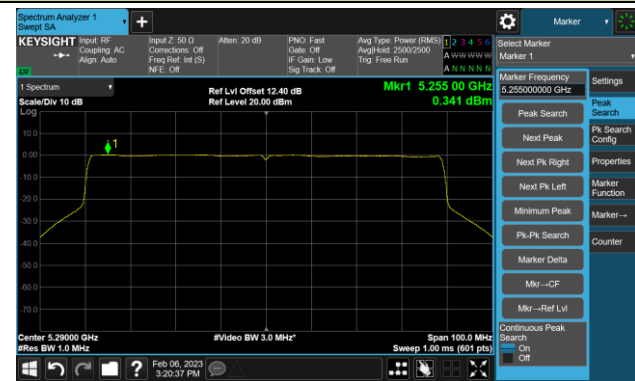 Spectrum Analyzer 1
Swept SA
Marker
KEYSIGHT
Input: RF
Coupling: AC
Align: Auto
Input Z: 50 Ω
Corrections: Off
Freq Ref: Int (S)
NFE: Off
Atten: 20 dB
PNO: Fast
Gate: Off
IF Gain: Low
Sig Track: Off
Avg Type: Power (RMS)
Avg|Hold: 2500/2500
Trig: Free Run
1 2 3 4 5 6
A W W W W W
A N N N N N
Select Marker
Marker 1
1 Spectrum
Scale/Div 10 dB
Log
Ref Lvl Offset 12.40 dB
Ref Level 20.00 dBm
Mkr1 5.255 00 GHz
0.341 dBm
1
10.0
0.00
-10.0
-20.0
-30.0
-40.0
-50.0
-60.0
-70.0
Center 5.29000 GHz
#Res BW 1.0 MHz
#Video BW 3.0 MHz*
Span 100.0 MHz
Sweep 1.00 ms (601 pts)
Marker Frequency
5.255000000 GHz
Peak Search
Next Peak
Next Pk Right
Next Pk Left
Minimum Peak
Pk-Pk Search
Marker Delta
Mkr→CF
Mkr→Ref Lvl
Continuous Peak
Search
On
Off
Settings
Peak
Search
Pk Search
Config
Properties
Marker
Function
Marker→
Counter
?
Feb 06, 2023
3:20:37 PM